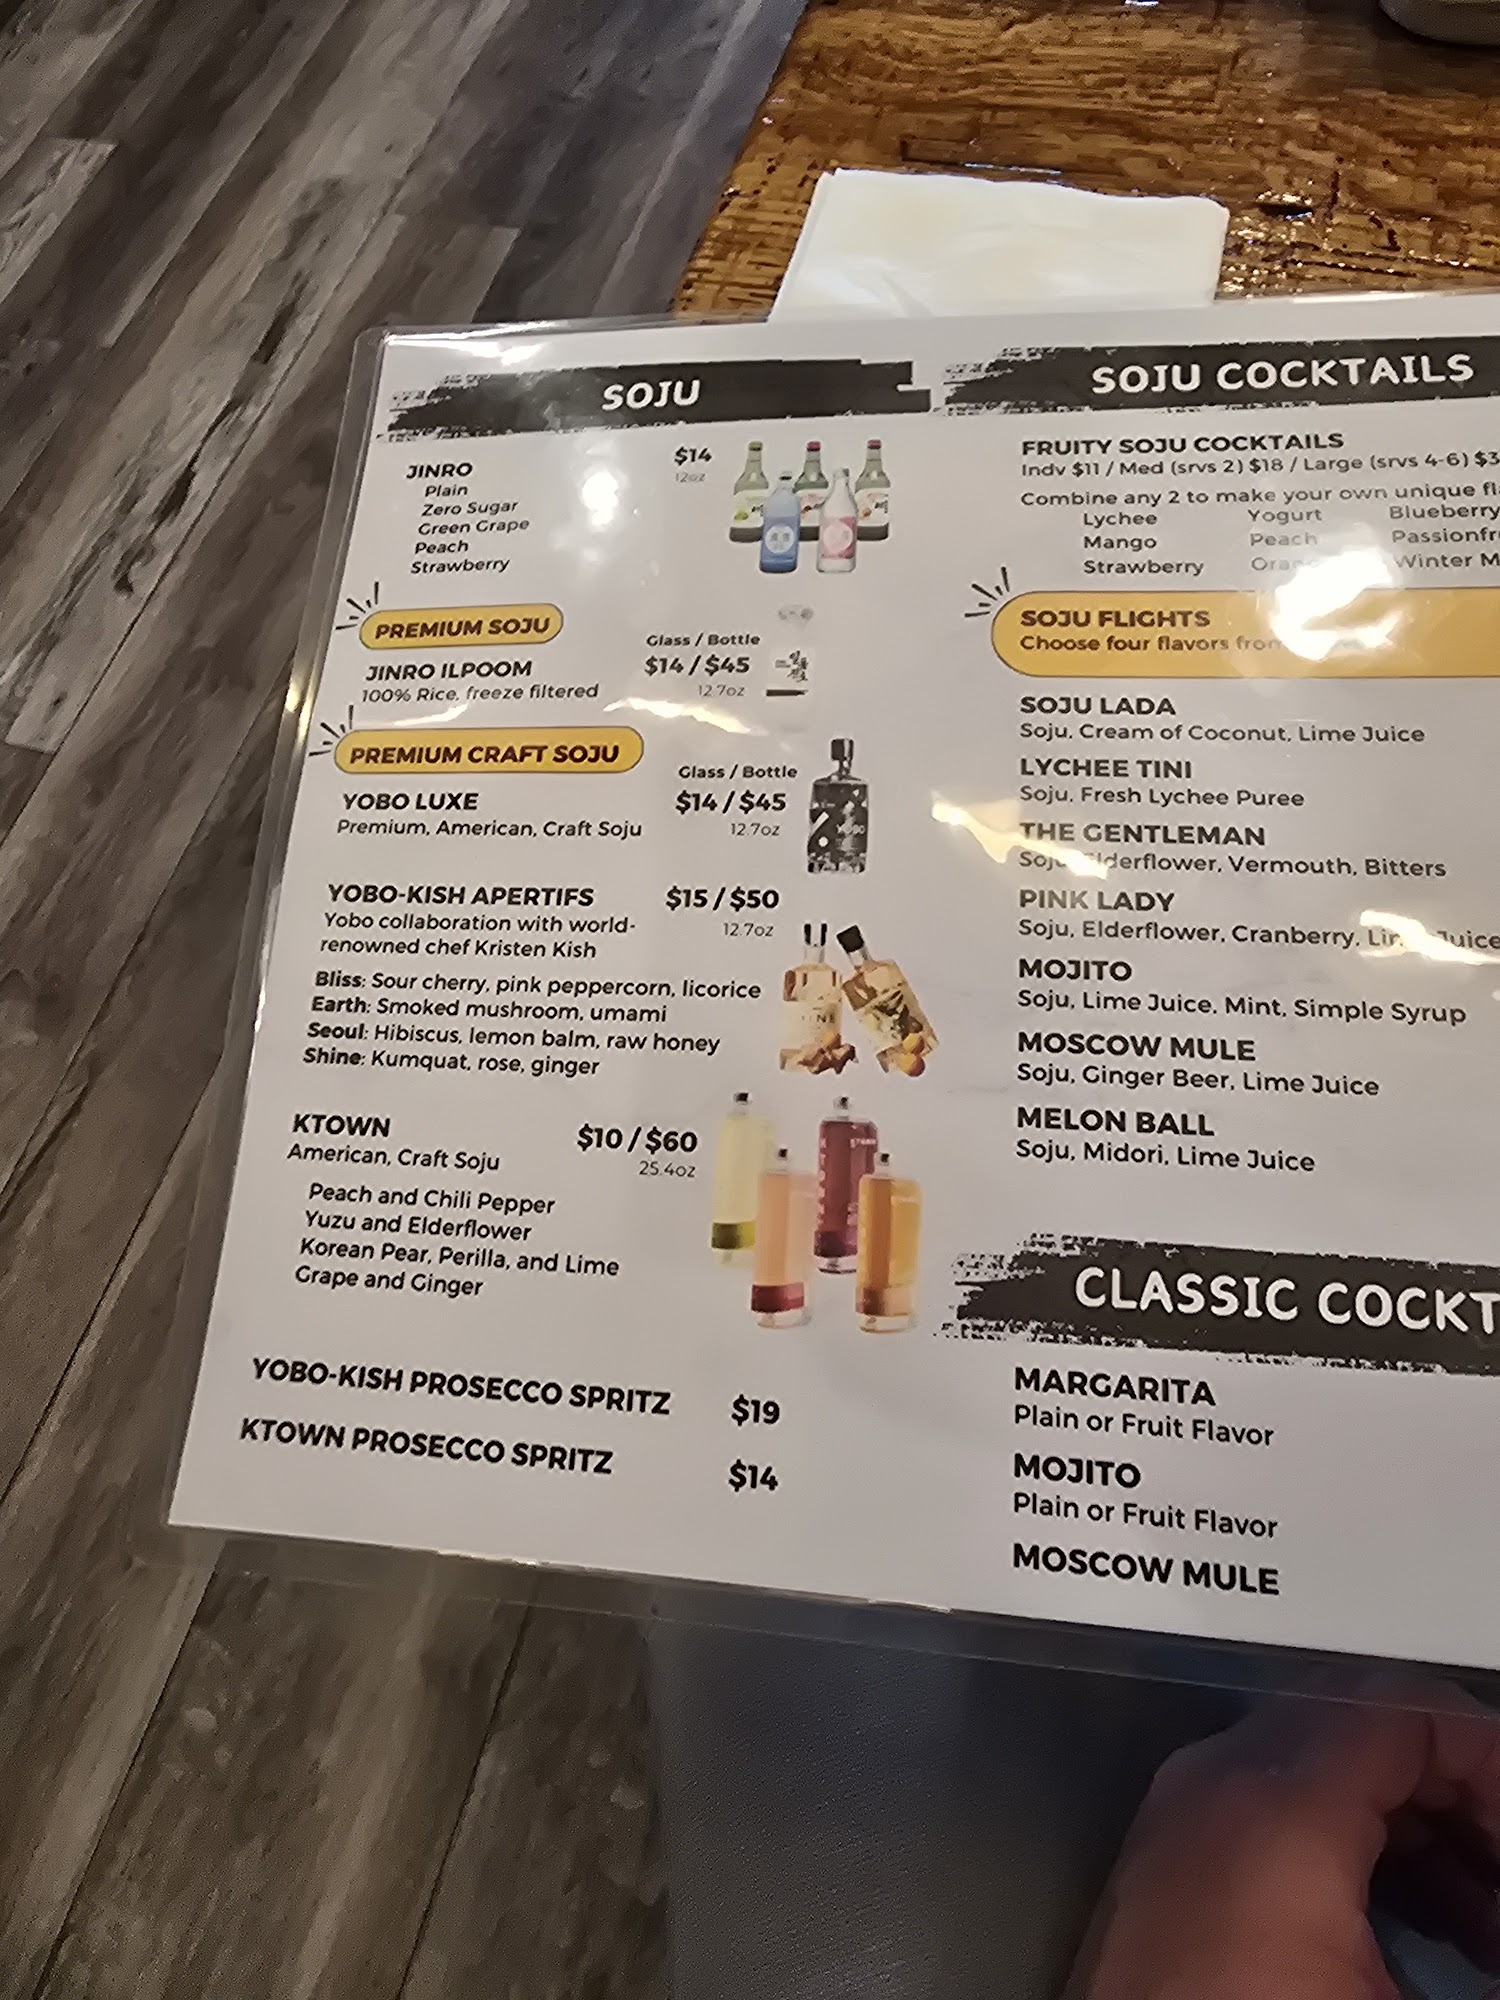 SOJU
JINRO
$14
12oz
Plain
Zero Sugar
Green Grape
Peach
Strawberry
PREMIUM SOJU
Glass / Bottle
JINRO ILPOOM
$14 / $45
100% Rice, freeze filtered
12.7oz
PREMIUM CRAFT SOJU
Glass / Bottle
YOBO LUXE
$14 / $45
Premium, American, Craft Soju
12.7oz
YOBO
YOBO-KISH APERTIFS
$15 / $50
Yobo collaboration with world-
12.7oz
renowned chef Kristen Kish
Bliss: Sour cherry, pink peppercorn, licorice
Earth: Smoked mushroom, umami
Seoul: Hibiscus, lemon balm, raw honey
Shine: Kumquat, rose, ginger
KTOWN
$10 / $60
American, Craft Soju
25.4oz
Peach and Chili Pepper
Yuzu and Elderflower
Korean Pear, Perilla, and Lime
Grape and Ginger
YOBO-KISH PROSECCO SPRITZ
$19
KTOWN PROSECCO SPRITZ
$14
SOJU COCKTAILS
FRUITY SOJU COCKTAILS
Indv $11 / Med (srvs 2) $18 / Large (srvs 4-6) $3
Combine any 2 to make your own unique
Lychee Yogurt Blueberry
Mango Peach
Strawberry Winter
SOJU FLIGHTS
Choose four flavors from
SOJU LADA
Soju, Cream of Coconut, Lime Juice
LYCHEE TINI
Soju, Fresh Lychee Puree
THE GENTLEMAN
Soju, Elderflower, Vermouth, Bitters
PINK LADY
Soju, Elderflower, Cranberry, Lime Juice
MOJITO
Soju, Lime Juice, Mint, Simple Syrup
MOSCOW MULE
Soju, Ginger Beer, Lime Juice
MELON BALL
Soju, Midori, Lime Juice
CLASSIC COCKT
MARGARITA
Plain or Fruit Flavor
MOJITO
Plain or Fruit Flavor
MOSCOW MULE